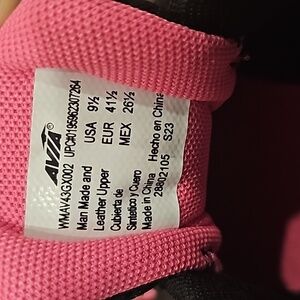 AVIA
WMAV43GX002 UPC#0195962307264
Man Made and USA 9½
Leather Upper EUR 41½
Cubierta de MEX 26½
Sintetico y Cuero
Made in China Hecho en China
28802105 S23